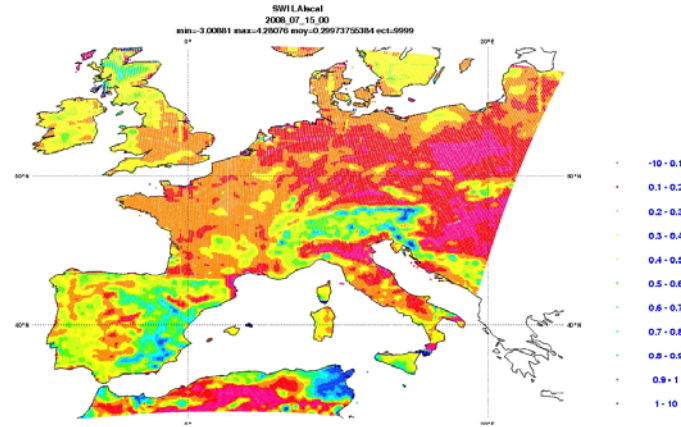 SWI LAIscal
2008_07_15_00
min=-3.00881 max=4.28076 moy=0.29973755384 ect=9999
0°
20°E
50°N
50°N
40°N
40°N
0°
20°E
-10 - 0.1
0.1 - 0.2
0.2 - 0.3
0.3 - 0.4
0.4 - 0.5
0.5 - 0.6
0.6 - 0.7
0.7 - 0.8
0.8 - 0.9
0.9 - 1
1 - 10